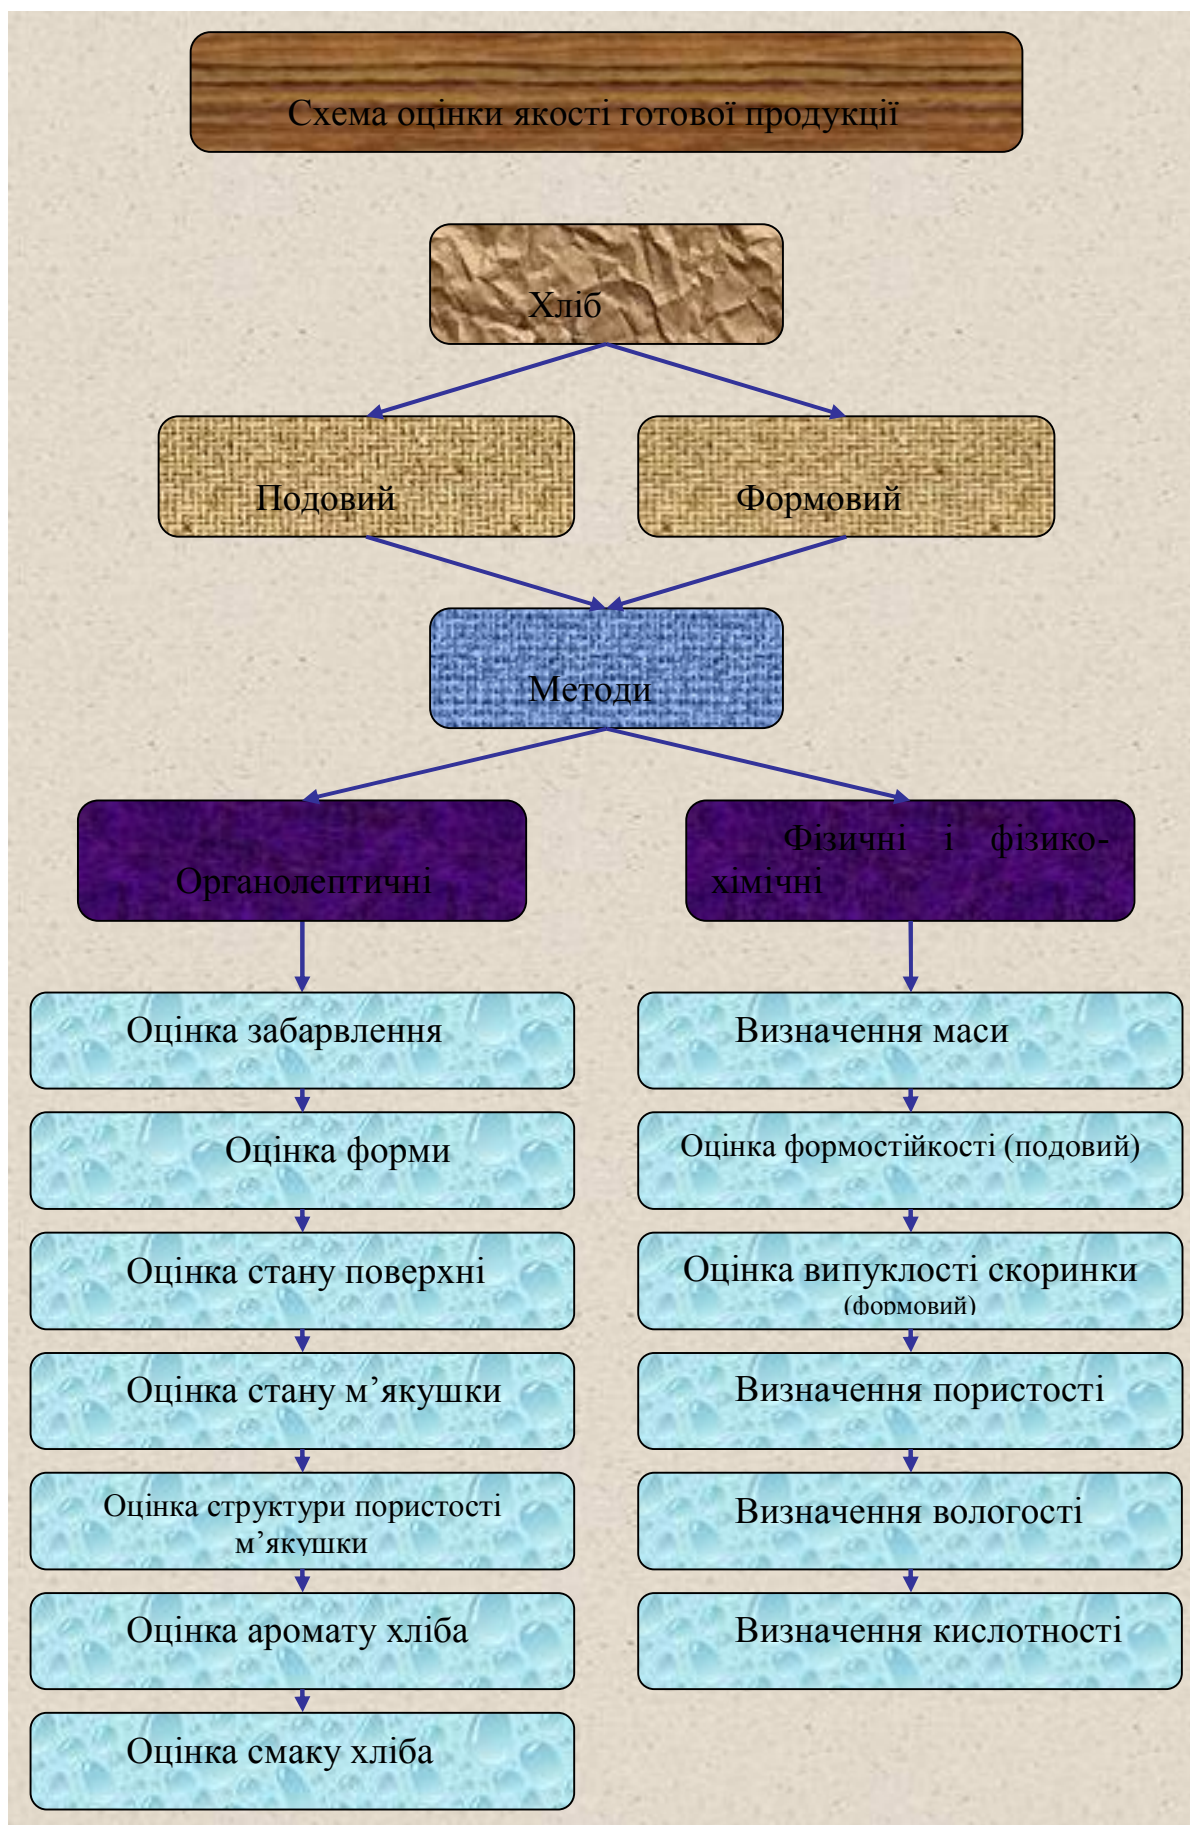 Схема оцінки якості готової продукції
Хліб
Подовий
Формовий
Методи
Органолептичні
Фізичні і фізико-
хімічні
Оцінка забарвлення
Оцінка форми
Оцінка стану поверхні
Оцінка стану м’якушки
Оцінка структури пористості
м’якушки
Оцінка аромату хліба
Оцінка смаку хліба
Визначення маси
Оцінка формостійкості (подовий)
Оцінка випуклості скоринки
(формовий)
Визначення пористості
Визначення вологості
Визначення кислотності